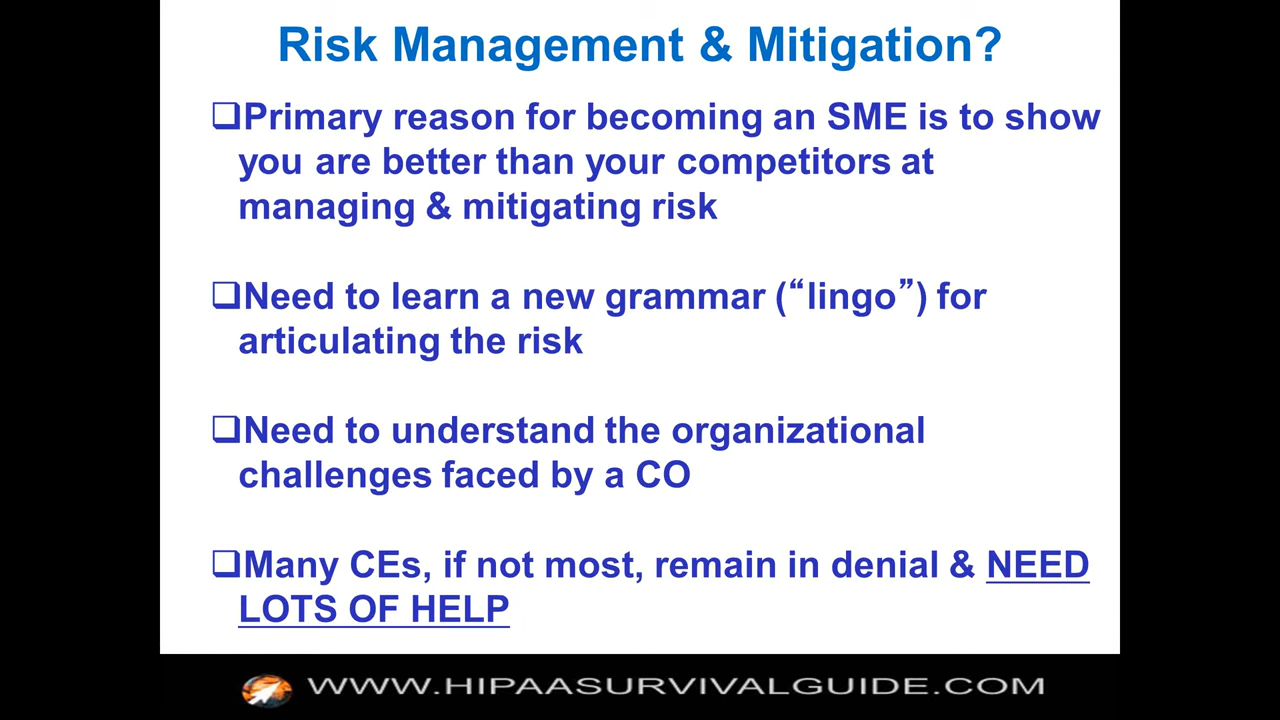 Risk Management & Mitigation?
❑Primary reason for becoming an SME is to show
you are better than your competitors at
managing & mitigating risk
❑Need to learn a new grammar (“lingo”) for
articulating the risk
❑Need to understand the organizational
challenges faced by a CO
❑Many CEs, if not most, remain in denial & NEED
LOTS OF HELP
WWW.HIPAASURVIVALGUIDE.COM